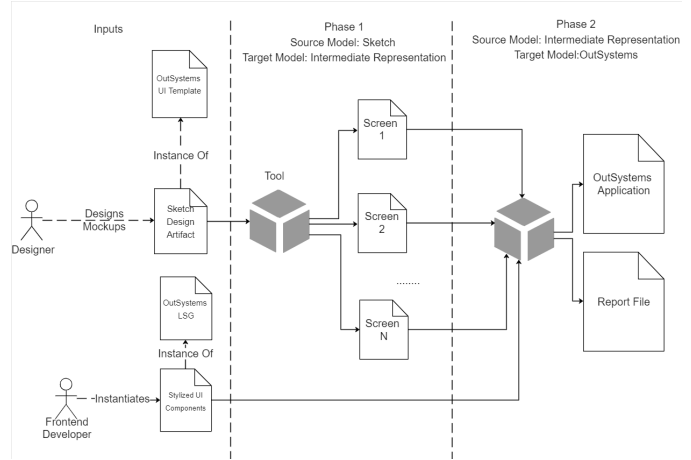 Inputs
Phase 1
Source Model: Sketch
Target Model: Intermediate Representation
Phase 2
Source Model: Intermediate Representation
Target Model:OutSystems
OutSystems
UI Template
Instance Of
Designer
Designs
Mockups
Sketch
Design
Artifact
Tool
Screen
1
Screen
2
........
Screen
N
OutSystems
Application
Report File
OutSystems
LSG
Instance Of
Frontend
Developer
Instantiates
Stylized UI
Components